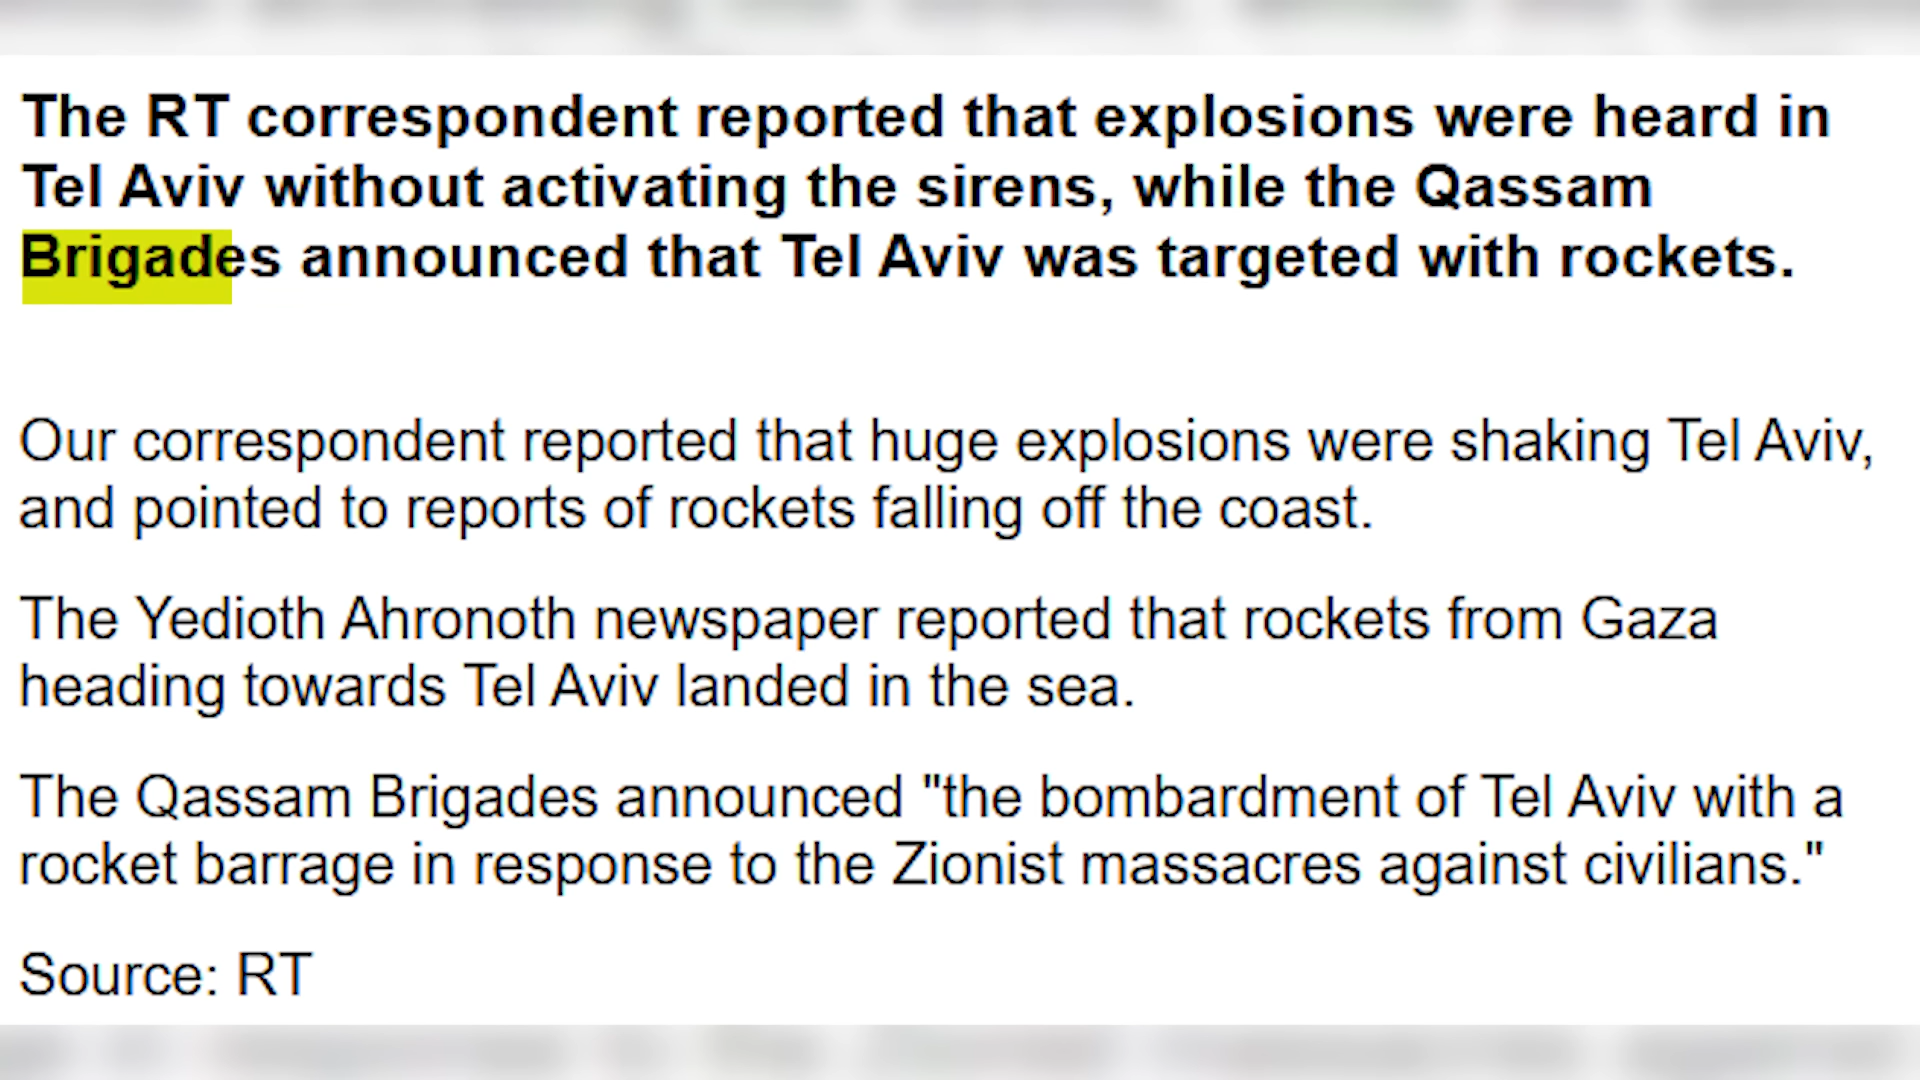 The RT correspondent reported that explosions were heard in
Tel Aviv without activating the sirens, while the Qassam
Brigades announced that Tel Aviv was targeted with rockets.
Our correspondent reported that huge explosions were shaking Tel Aviv,
and pointed to reports of rockets falling off the coast.
The Yedioth Ahronoth newspaper reported that rockets from Gaza
heading towards Tel Aviv landed in the sea.
The Qassam Brigades announced "the bombardment of Tel Aviv with a
rocket barrage in response to the Zionist massacres against civilians."
Source: RT